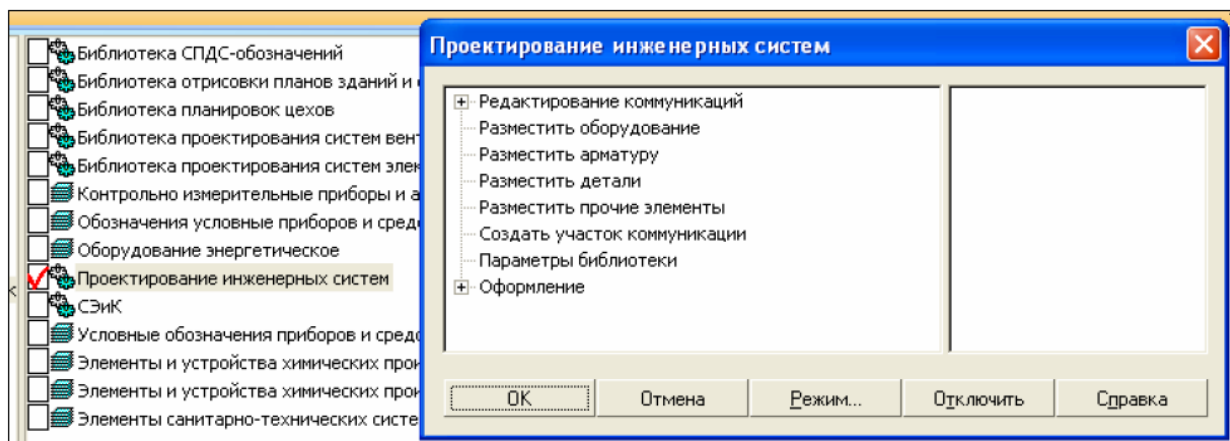 Библиотека СПДС-обозначений
Библиотека отрисовки планов зданий и
Библиотека планировок цехов
Библиотека проектирования систем вент
Библиотека проектирования систем элек
Контрольно измерительные приборы и а
Обозначения условные приборов и сред
Оборудование энергетическое
Проектирование инженерных систем
СЭиК
Условные обозначения приборов и средс
Элементы и устройства химических прои
Элементы и устройства химических прои
Элементы санитарно-технических систе
Проектирование инженерных систем
Редактирование коммуникаций
Разместить оборудование
Разместить арматуру
Разместить детали
Разместить прочие элементы
Создать участок коммуникации
Параметры библиотеки
Оформление
OK Отмена Режим... Отключить Справка